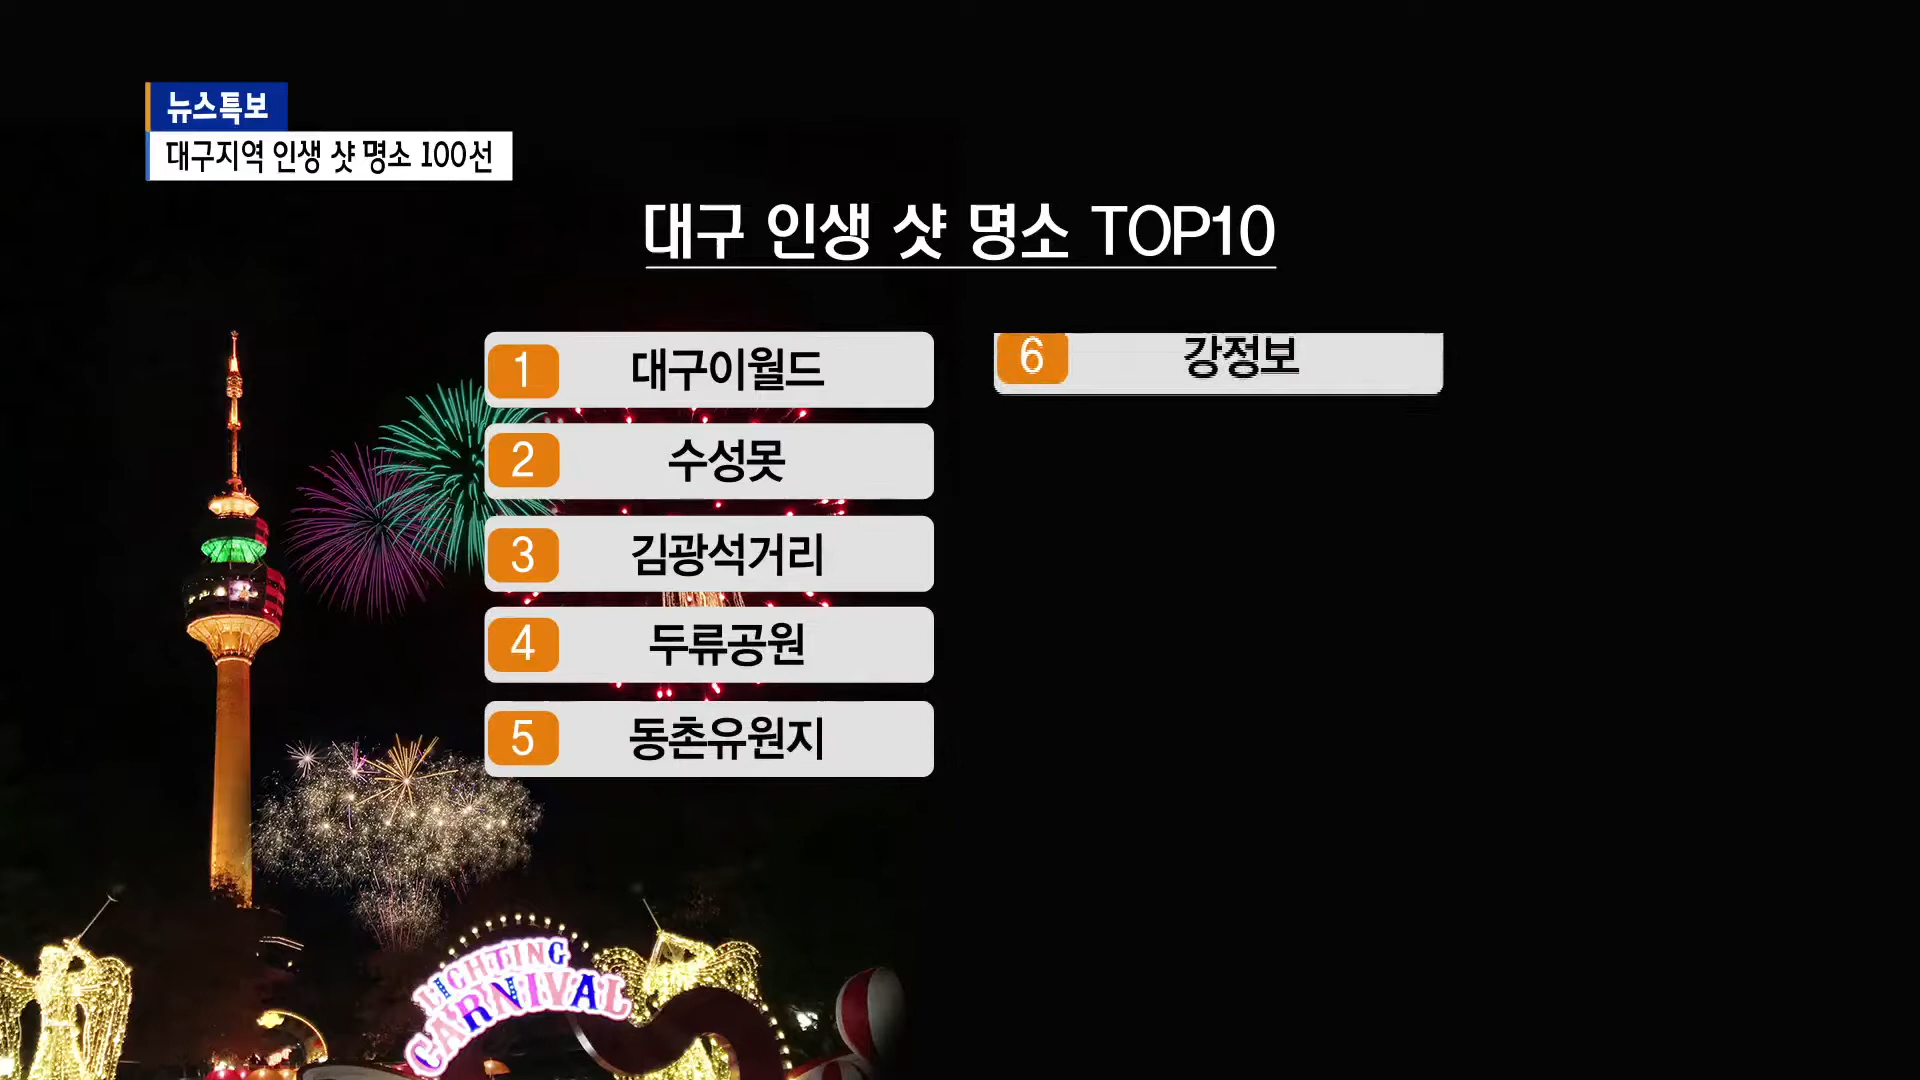 뉴스특보
대구지역 인생 샷 명소 100선
대구 인생 샷 명소 TOP10
1 대구이월드
2 수성못
3 김광석거리
4 두류공원
5 동촌유원지
6 강정보
LIGHTING
CARNIVAL